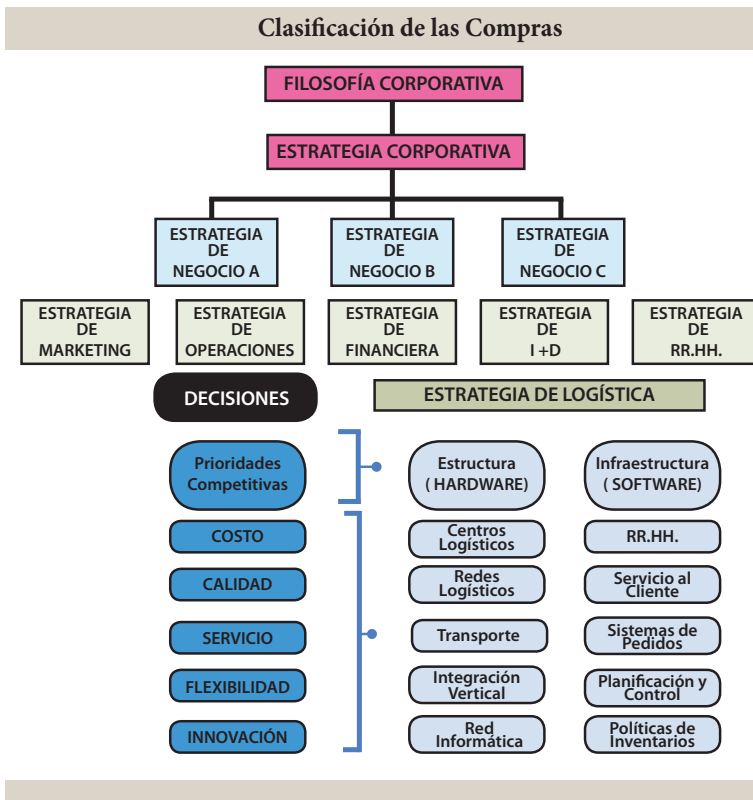 Clasificación de las Compras
FILOSOFÍA CORPORATIVA
ESTRATEGIA CORPORATIVA
ESTRATEGIA
DE
NEGOCIO A
ESTRATEGIA
DE
NEGOCIO B
ESTRATEGIA
DE
NEGOCIO C
ESTRATEGIA
DE
MARKETING
ESTRATEGIA
DE
OPERACIONES
ESTRATEGIA
DE
FINANCIERA
ESTRATEGIA
DE
I +D
ESTRATEGIA
DE
RR.HH.
DECISIONES
ESTRATEGIA DE LOGÍSTICA
Prioridades
Competitivas
Estructura
( HARDWARE)
Infraestructura
( SOFTWARE)
COSTO
Centros
Logísticos
RR.HH.
CALIDAD
Redes
Logísticos
Servicio al
Cliente
SERVICIO
Transporte
Sistemas de
Pedidos
FLEXIBILIDAD
Integración
Vertical
Planificación y
Control
INNOVACIÓN
Red
Informática
Políticas de
Inventarios